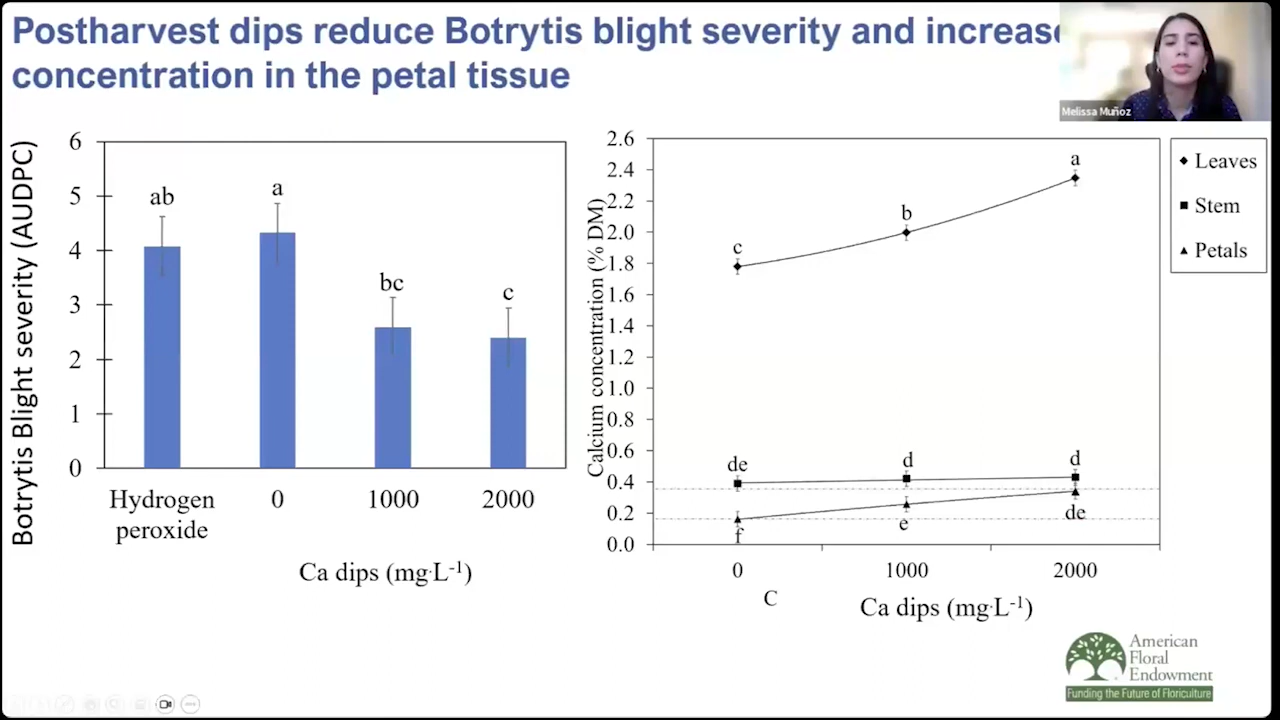 Postharvest dips reduce Botrytis blight severity and increase
concentration in the petal tissue
Melissa Muñoz
Botrytis Blight severity (AUDPC)
6
5
4
3
2
1
0
ab
a
bc
c
Hydrogen peroxide
0
1000
2000
Ca dips (mg·L-1)
Calcium concentration (% DM)
2.6
2.4
2.2
2.0
1.8
1.6
1.4
1.2
1.0
0.8
0.6
0.4
0.2
0.0
c
b
a
de
d
d
f
e
de
0
1000
2000
C
Ca dips (mg·L-1)
Leaves
Stem
Petals
American
Floral
Endowment
Funding the Future of Floriculture